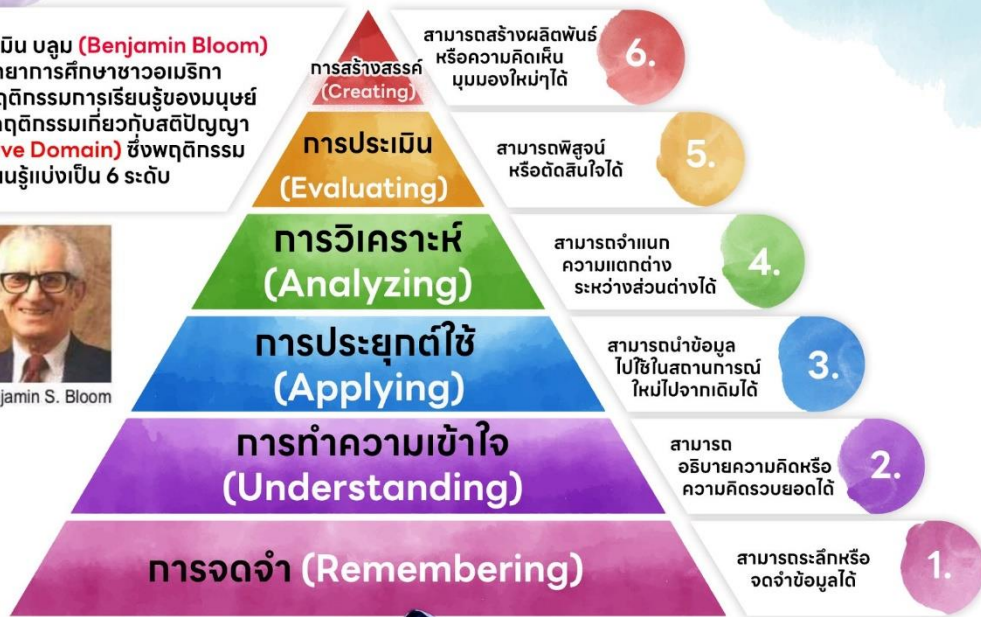 บลูม (Benjamin Bloom)
การศึกษาชาวอเมริกา
พฤติกรรมการเรียนรู้ของมนุษย์
พฤติกรรมเกี่ยวกับสติปัญญา
Domain) ซึ่งพฤติกรรม
แบ่งเป็น 6 ระดับ
S. Bloom
การสร้างสรรค์
(Creating)
สามารถสร้างผลิตพันธ์
หรือความคิดเห็น
มุมมองใหม่ๆได้
6.
การประเมิน
(Evaluating)
สามารถพิสูจน์
หรือตัดสินใจได้
5.
การวิเคราะห์
(Analyzing)
สามารถจำแนก
ความแตกต่าง
ระหว่างส่วนต่างได้
4.
การประยุกต์ใช้
(Applying)
สามารถนำข้อมูล
ไปใช้ในสถานการณ์
ใหม่ไปจากเดิมได้
3.
การทำความเข้าใจ
(Understanding)
สามารถ
อธิบายความคิดหรือ
ความคิดรวบยอดได้
2.
การจดจำ (Remembering)
สามารถระลึกหรือ
จดจำข้อมูลได้
1.